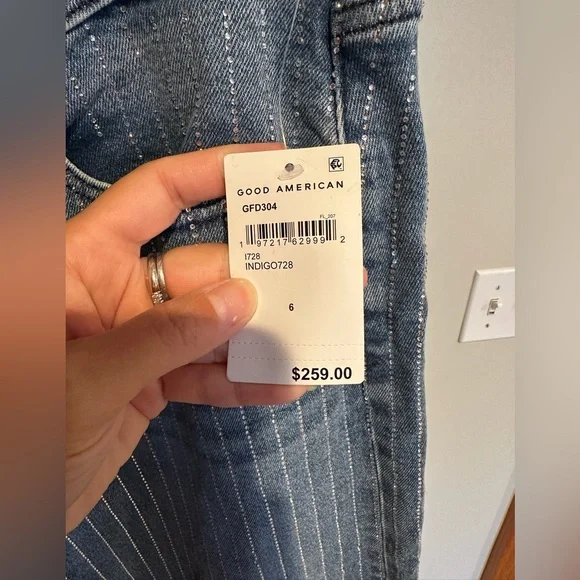 GOOD AMERICAN
GFD304
FL_207
1 97217 62999 2
I728
INDIGO728
6
$259.00